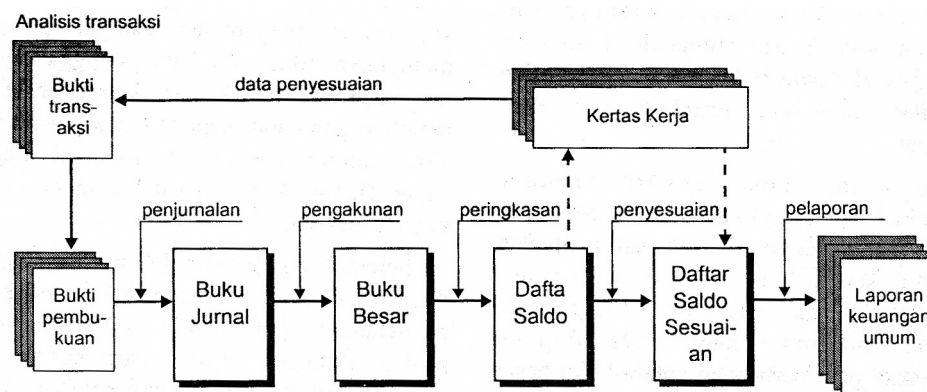 Analisis transaksi
Bukti
trans-
aksi
data penyesuaian
Kertas Kerja
penjurnalan
pengakunan
peringkasan
penyesuaian
pelaporan
Bukti
pembu-
kuan
Buku
Jurnal
Buku
Besar
Dafta
Saldo
Daftar
Saldo
Sesuai-
an
Laporan
keuangan
umum